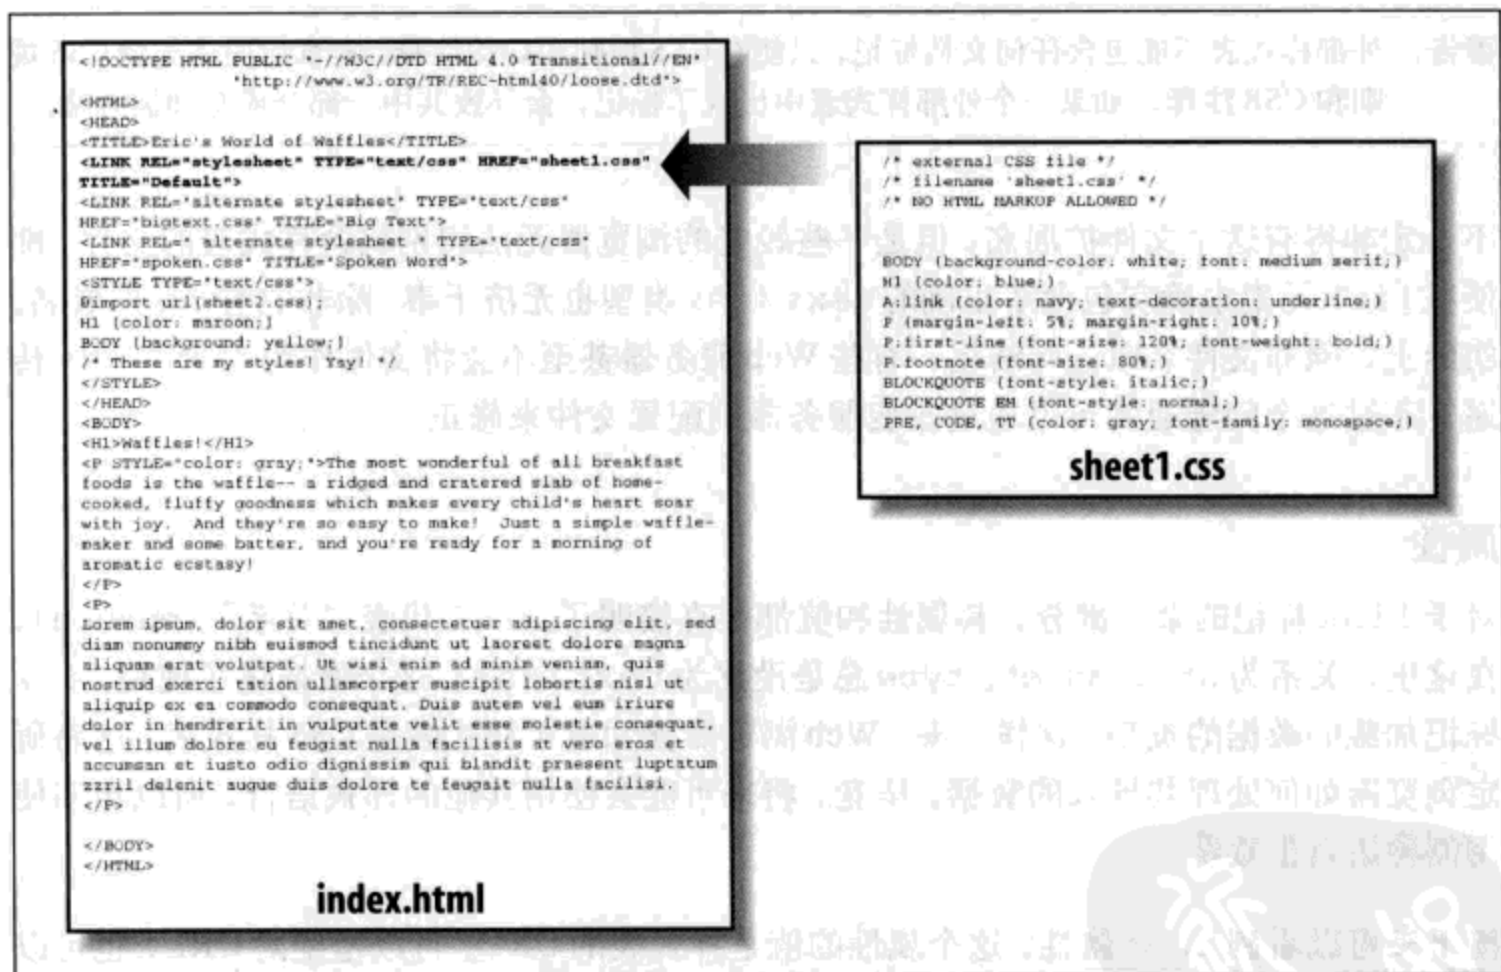 <!DOCTYPE HTML PUBLIC "-//W3C//DTD HTML 4.0 Transitional//EN"
"http://www.w3.org/TR/REC-html40/loose.dtd">
<HTML>
<HEAD>
<TITLE>Eric's World of Waffles</TITLE>
<LINK REL="stylesheet" TYPE="text/css" HREF="sheet1.css"
TITLE="Default">
<LINK REL="alternate stylesheet" TYPE="text/css"
HREF="bigtext.css" TITLE="Big Text">
<LINK REL=" alternate stylesheet " TYPE="text/css"
HREF="spoken.css" TITLE="Spoken Word">
<STYLE TYPE="text/css">
@import url(sheet2.css);
H1 {color: maroon;}
BODY {background: yellow;}
/* These are my styles! Yay! */
</STYLE>
</HEAD>
<BODY>
<H1>Waffles!</H1>
<P STYLE="color: gray;">The most wonderful of all breakfast
foods is the waffle-- a ridged and cratered slab of home-
cooked, fluffy goodness which makes every child's heart soar
with joy.  And they're so easy to make!  Just a simple waffle-
maker and some batter, and you're ready for a morning of
aromatic ecstasy!
</P>
<P>
Lorem ipsum, dolor sit amet, consectetuer adipiscing elit, sed
diam nonummy nibh euismod tincidunt ut laoreet dolore magna
aliquam erat volutpat. Ut wisi enim ad minim veniam, quis
nostrud exerci tation ullamcorper suscipit lobortis nisl ut
aliquip ex ea commodo consequat. Duis autem vel eum iriure
dolor in hendrerit in vulputate velit esse molestie consequat,
vel illum dolore eu feugiat nulla facilisis at vero eros et
accumsan et iusto odio dignissim qui blandit praesent luptatum
zzril delenit augue duis dolore te feugait nulla facilisi.
</P>
</BODY>
</HTML>
index.html
/* external CSS file */
/* filename 'sheet1.css' */
/* NO HTML MARKUP ALLOWED */
BODY {background-color: white; font: medium serif;}
H1 {color: blue;}
A:link {color: navy; text-decoration: underline;}
P {margin-left: 5%; margin-right: 10%;}
P:first-line {font-size: 120%; font-weight: bold;}
P.footnote {font-size: 80%;}
BLOCKQUOTE {font-style: italic;}
BLOCKQUOTE EM {font-style: normal;}
PRE, CODE, TT {color: gray; font-family: monospace;}
sheet1.css